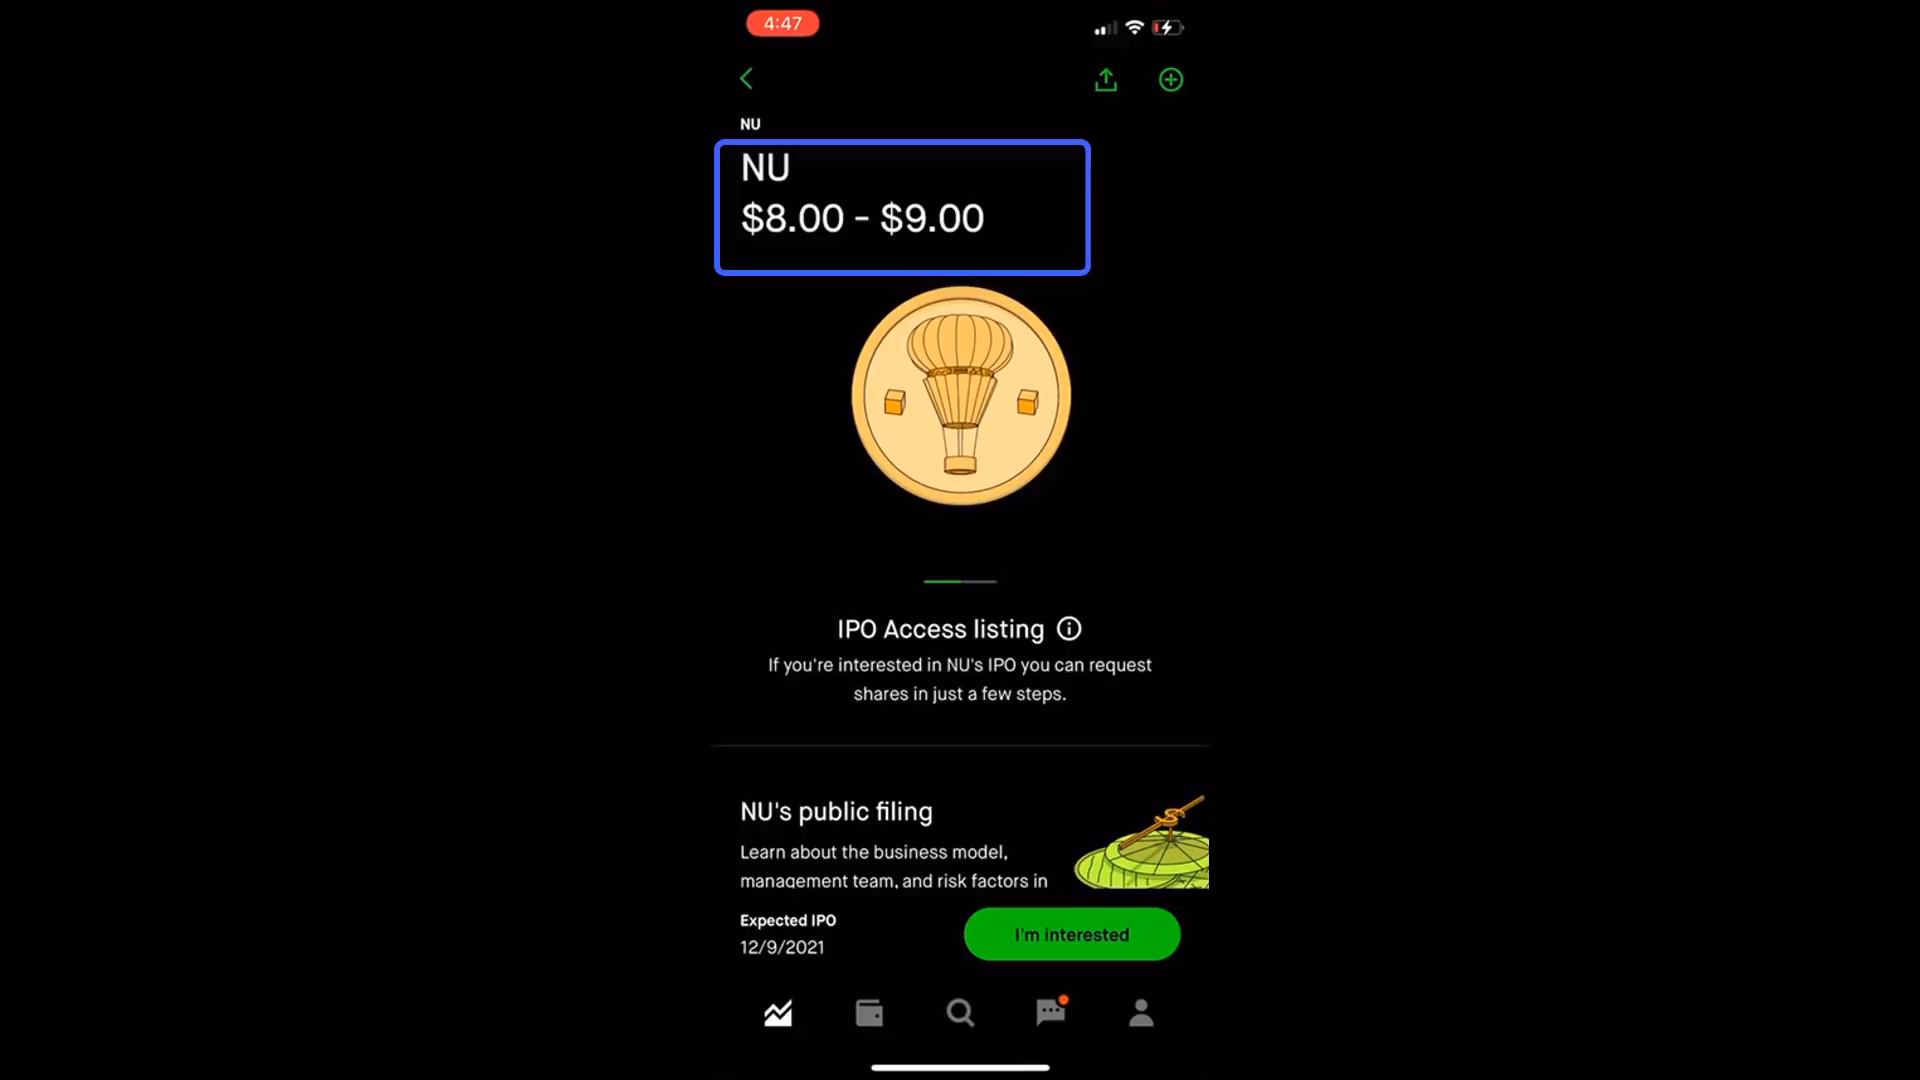 4:47
NU
NU
$8.00 - $9.00
IPO Access listing
If you're interested in NU's IPO you can request
shares in just a few steps.
NU's public filing
Learn about the business model,
management team, and risk factors in
Expected IPO
12/9/2021
I'm interested